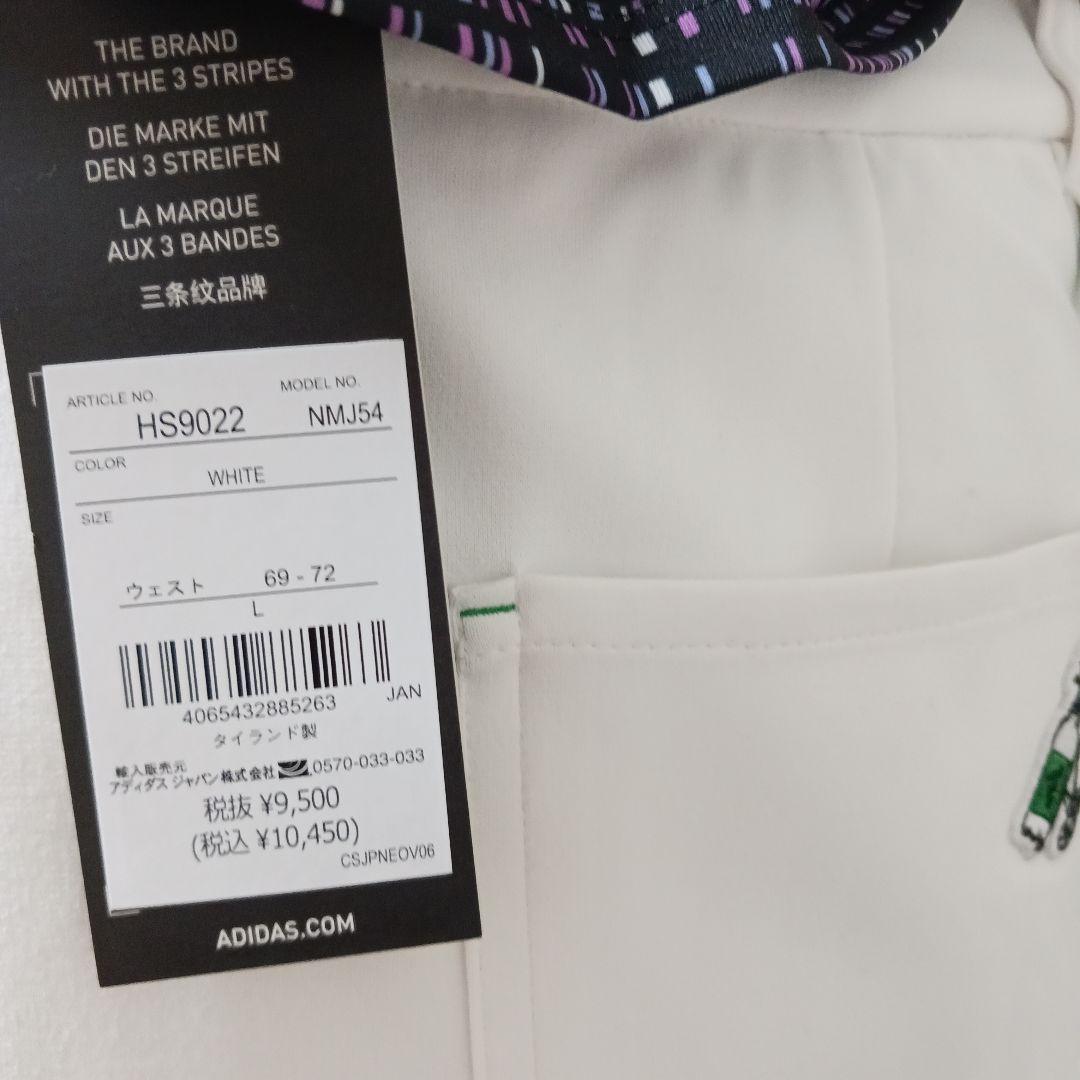 THE BRAND
WITH THE 3 STRIPES
DIE MARKE MIT
DEN 3 STREIFEN
LA MARQUE
AUX 3 BANDES
三条纹品牌
ARTICLE NO. MODEL NO.
HS9022 NMJ54
COLOR
WHITE
SIZE
ウェスト 69 - 72
L
4065432885263 JAN
タイランド製
輸入販売元
アディダス ジャパン株式会社 0570-033-033
税抜 ¥9,500
(税込 ¥10,450)
CSJPNEOV06
ADIDAS.COM